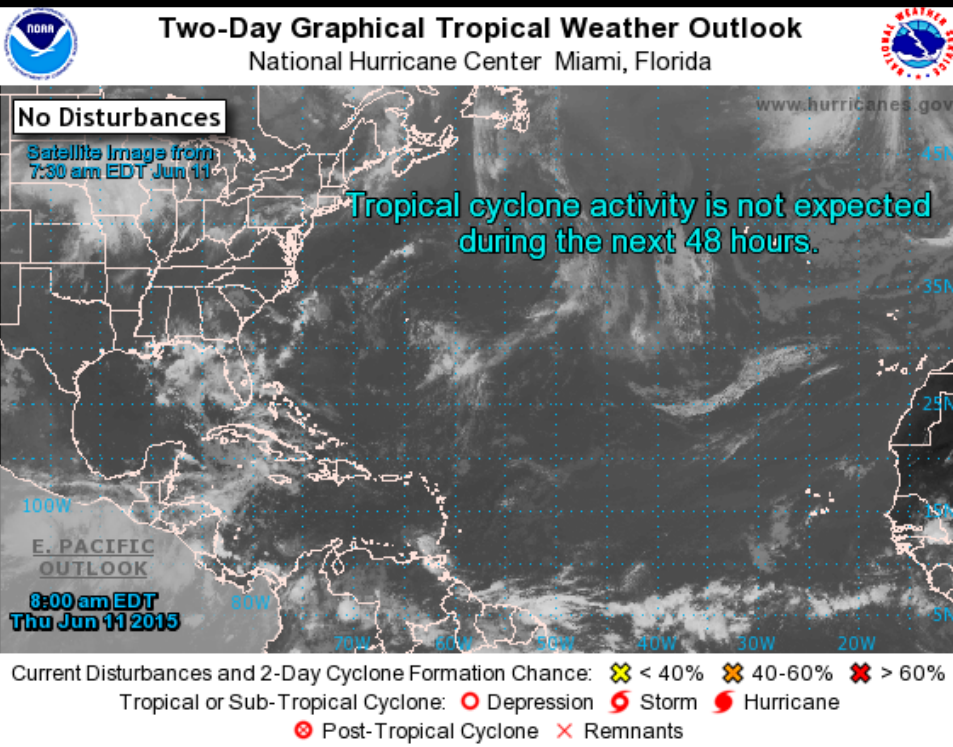 Two-Day Graphical Tropical Weather Outlook
National Hurricane Center Miami, Florida
NOAA
NATIONAL WEATHER SERVICE
No Disturbances
www.hurricanes.gov
Satellite Image from
7:30 am EDT Jun 11
45N
Tropical cyclone activity is not expected
during the next 48 hours.
35N
25N
100W
15N
E. PACIFIC
OUTLOOK
8:00 am EDT
Thu Jun 11 2015
80W
5N
70W 60W 50W 40W 30W 20W
Current Disturbances and 2-Day Cyclone Formation Chance: < 40% 40-60% > 60%
Tropical or Sub-Tropical Cyclone: Depression Storm Hurricane
Post-Tropical Cyclone Remnants